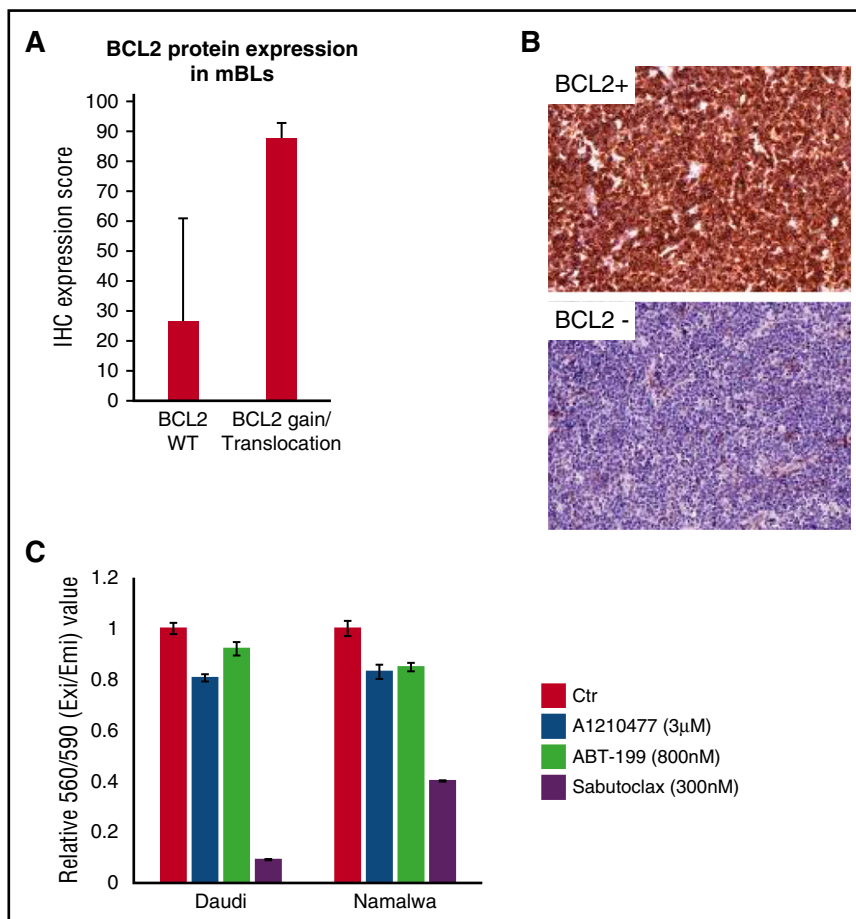 A
BCL2 protein expression
in mBLs
IHC expression score
100
90
80
70
60
50
40
30
20
10
0
BCL2
WT
BCL2 gain/
Translocation
B
BCL2+
BCL2 -
C
Relative 560/590 (Exi/Emi) value
1.2
1
0.8
0.6
0.4
0.2
0
Daudi
Namalwa
Ctr
A1210477 (3μM)
ABT-199 (800nM)
Sabutoclax (300nM)